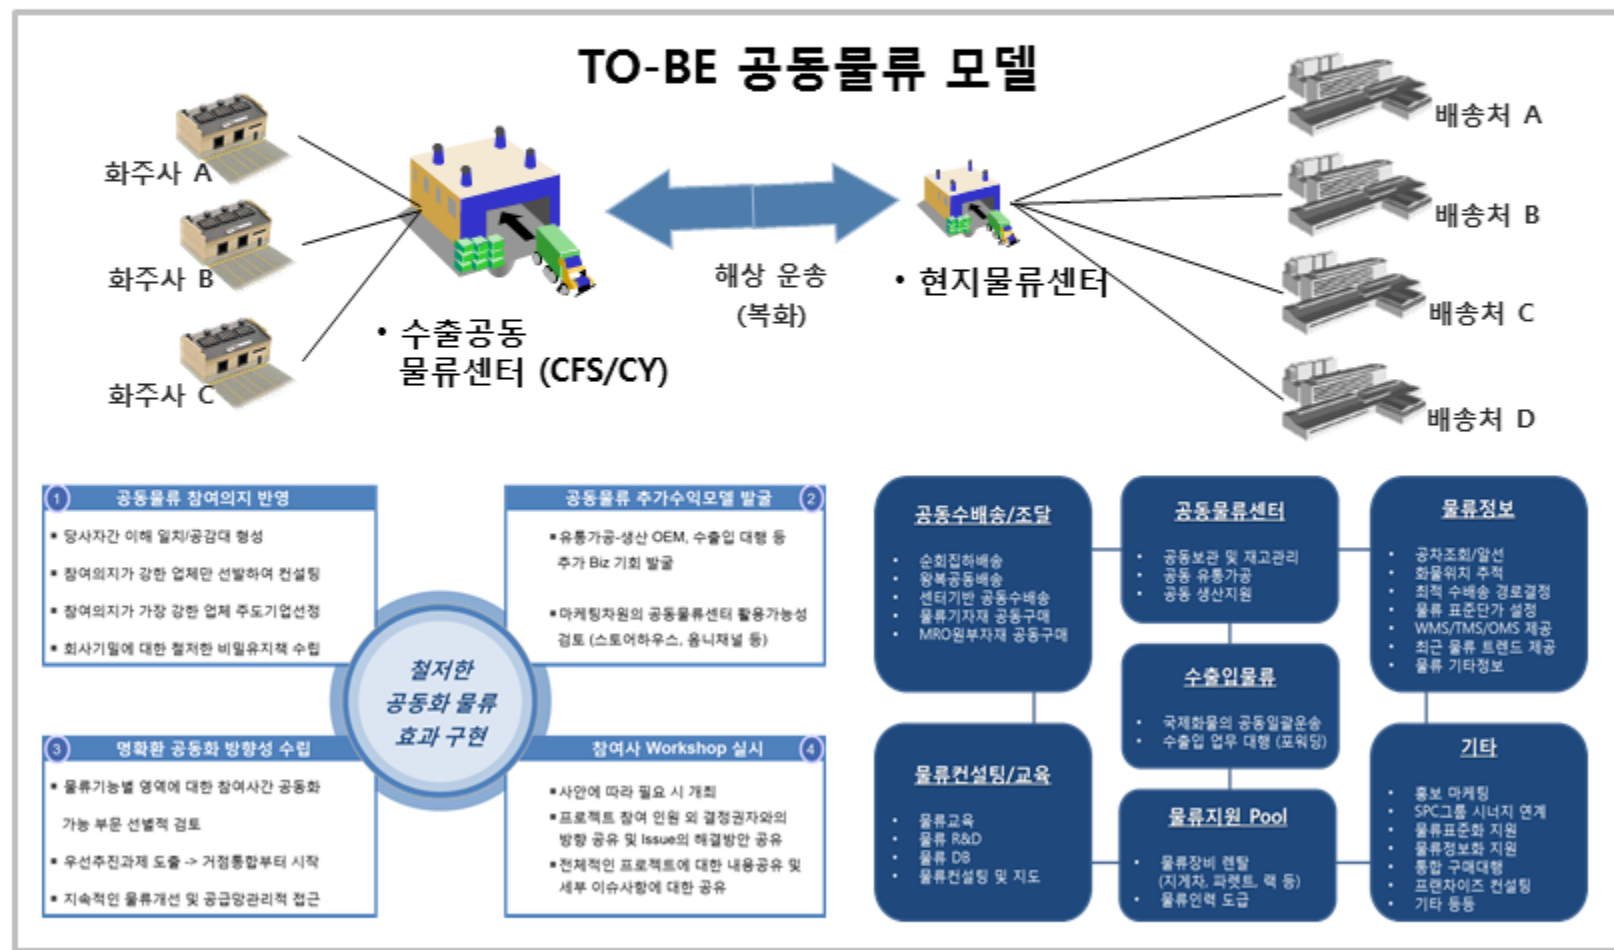 TO-BE 공동물류 모델
화주사 A
화주사 B
화주사 C
• 수출공동
물류센터 (CFS/CY)
해상 운송
(복화)
• 현지물류센터
배송처 A
배송처 B
배송처 C
배송처 D
1 공동물류 참여의지 반영
▪ 당사자간 이해 일치/공감대 형성
▪ 참여의지가 강한 업체만 선발하여 컨설팅
▪ 참여의지가 가장 강한 업체 주도기업선정
▪ 회사기밀에 대한 철저한 비밀유지책 수립
공동물류 추가수익모델 발굴 2
▪ 유통가공-생산 OEM, 수출입 대행 등
추가 Biz 기회 발굴
▪ 마케팅차원의 공동물류센터 활용가능성
검토 (스토어하우스, 옴니채널 등)
철저한
공동화 물류
효과 구현
3 명확환 공동화 방향성 수립
▪ 물류기능별 영역에 대한 참여사간 공동화
가능 부문 선별적 검토
▪ 우선추진과제 도출 -> 거점통합부터 시작
▪ 지속적인 물류개선 및 공급망관리적 접근
참여사 Workshop 실시 4
▪ 사안에 따라 필요 시 개최
▪ 프로젝트 참여 인원 외 결정권자와의
방향 공유 및 Issue의 해결방안 공유
▪ 전체적인 프로젝트에 대한 내용공유 및
세부 이슈사항에 대한 공유
공동수배송/조달
• 순회집하배송
• 왕복공동배송
• 센터기반 공동수배송
• 물류기자재 공동구매
• MRO원부자재 공동구매
공동물류센터
• 공동보관 및 재고관리
• 공동 유통가공
• 공동 생산지원
물류정보
• 공차조회/알선
• 화물위치 추적
• 최적 수배송 경로결정
• 물류 표준단가 설정
• WMS/TMS/OMS 제공
• 최근 물류 트렌드 제공
• 물류 기타정보
수출입물류
• 국제화물의 공동일괄운송
• 수출입 업무 대행 (포워딩)
물류컨설팅/교육
• 물류교육
• 물류 R&D
• 물류 DB
• 물류컨설팅 및 지도
물류지원 Pool
• 물류장비 렌탈
(지게차, 파렛트, 랙 등)
• 물류인력 도급
기타
• 홍보 마케팅
• SPC그룹 시너지 연계
• 물류표준화 지원
• 물류정보화 지원
• 통합 구매대행
• 프랜차이즈 컨설팅
• 기타 등등